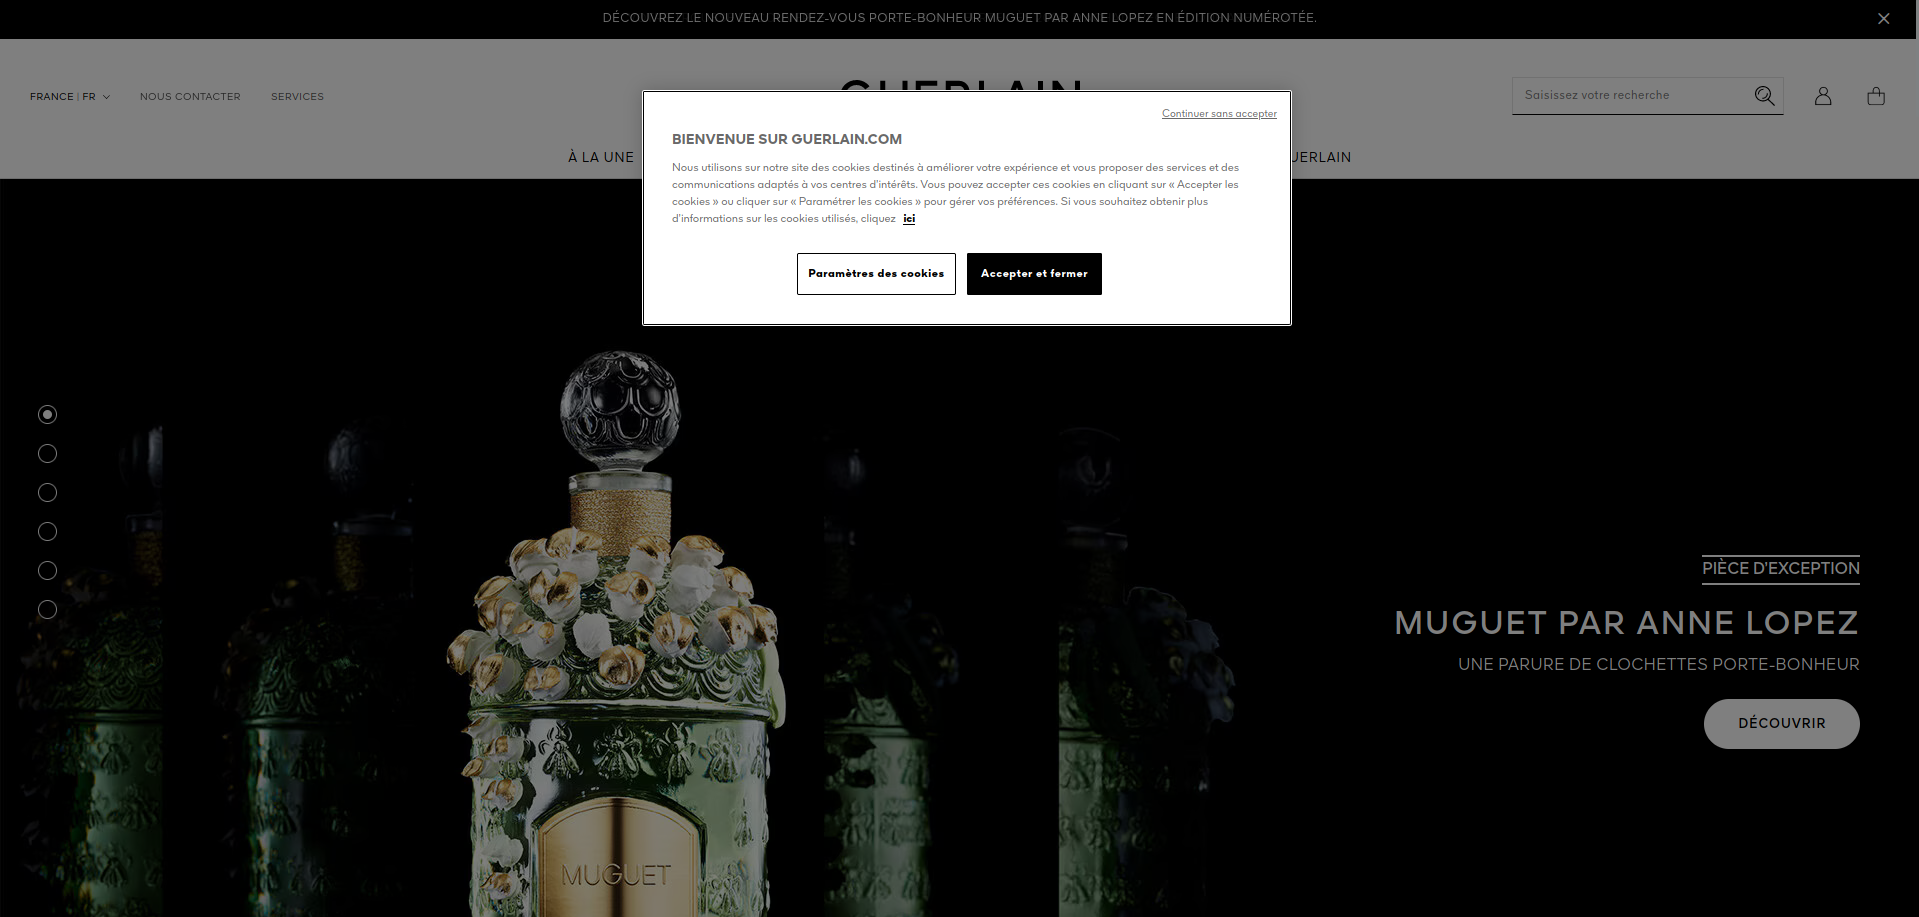 DÉCOUVREZ LE NOUVEAU RENDEZ-VOUS PORTE-BONHEUR MUGUET PAR ANNE LOPEZ EN ÉDITION NUMÉROTÉE.
FRANCE | FR
NOUS CONTACTER
SERVICES
GUERLAIN
Saisissez votre recherche
À LA UNE
Continuer sans accepter
BIENVENUE SUR GUERLAIN.COM
Nous utilisons sur notre site des cookies destinés à améliorer votre expérience et vous proposer des services et des
communications adaptés à vos centres d'intérêts. Vous pouvez accepter ces cookies en cliquant sur « Accepter les
cookies » ou cliquer sur « Paramétrer les cookies » pour gérer vos préférences. Si vous souhaitez obtenir plus
d'informations sur les cookies utilisés, cliquez ici
Paramètres des cookies
Accepter et fermer
PIÈCE D'EXCEPTION
MUGUET PAR ANNE LOPEZ
UNE PARURE DE CLOCHETTES PORTE-BONHEUR
DÉCOUVRIR
MUGUET